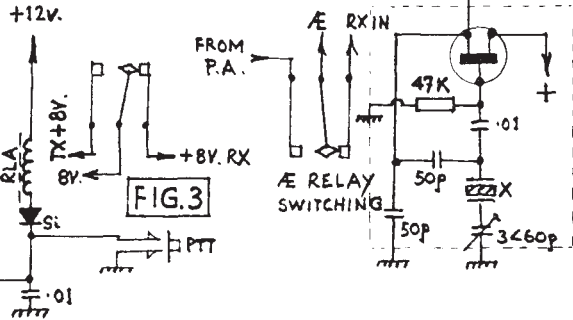 +12V.
RLA
Si
.01
PTT
TX+8V.
8V.
+8V. RX
FIG.3
FROM
P.A.
Æ
RX IN
Æ RELAY
SWITCHING
47K
+
.01
50p
50p
X
3<60p